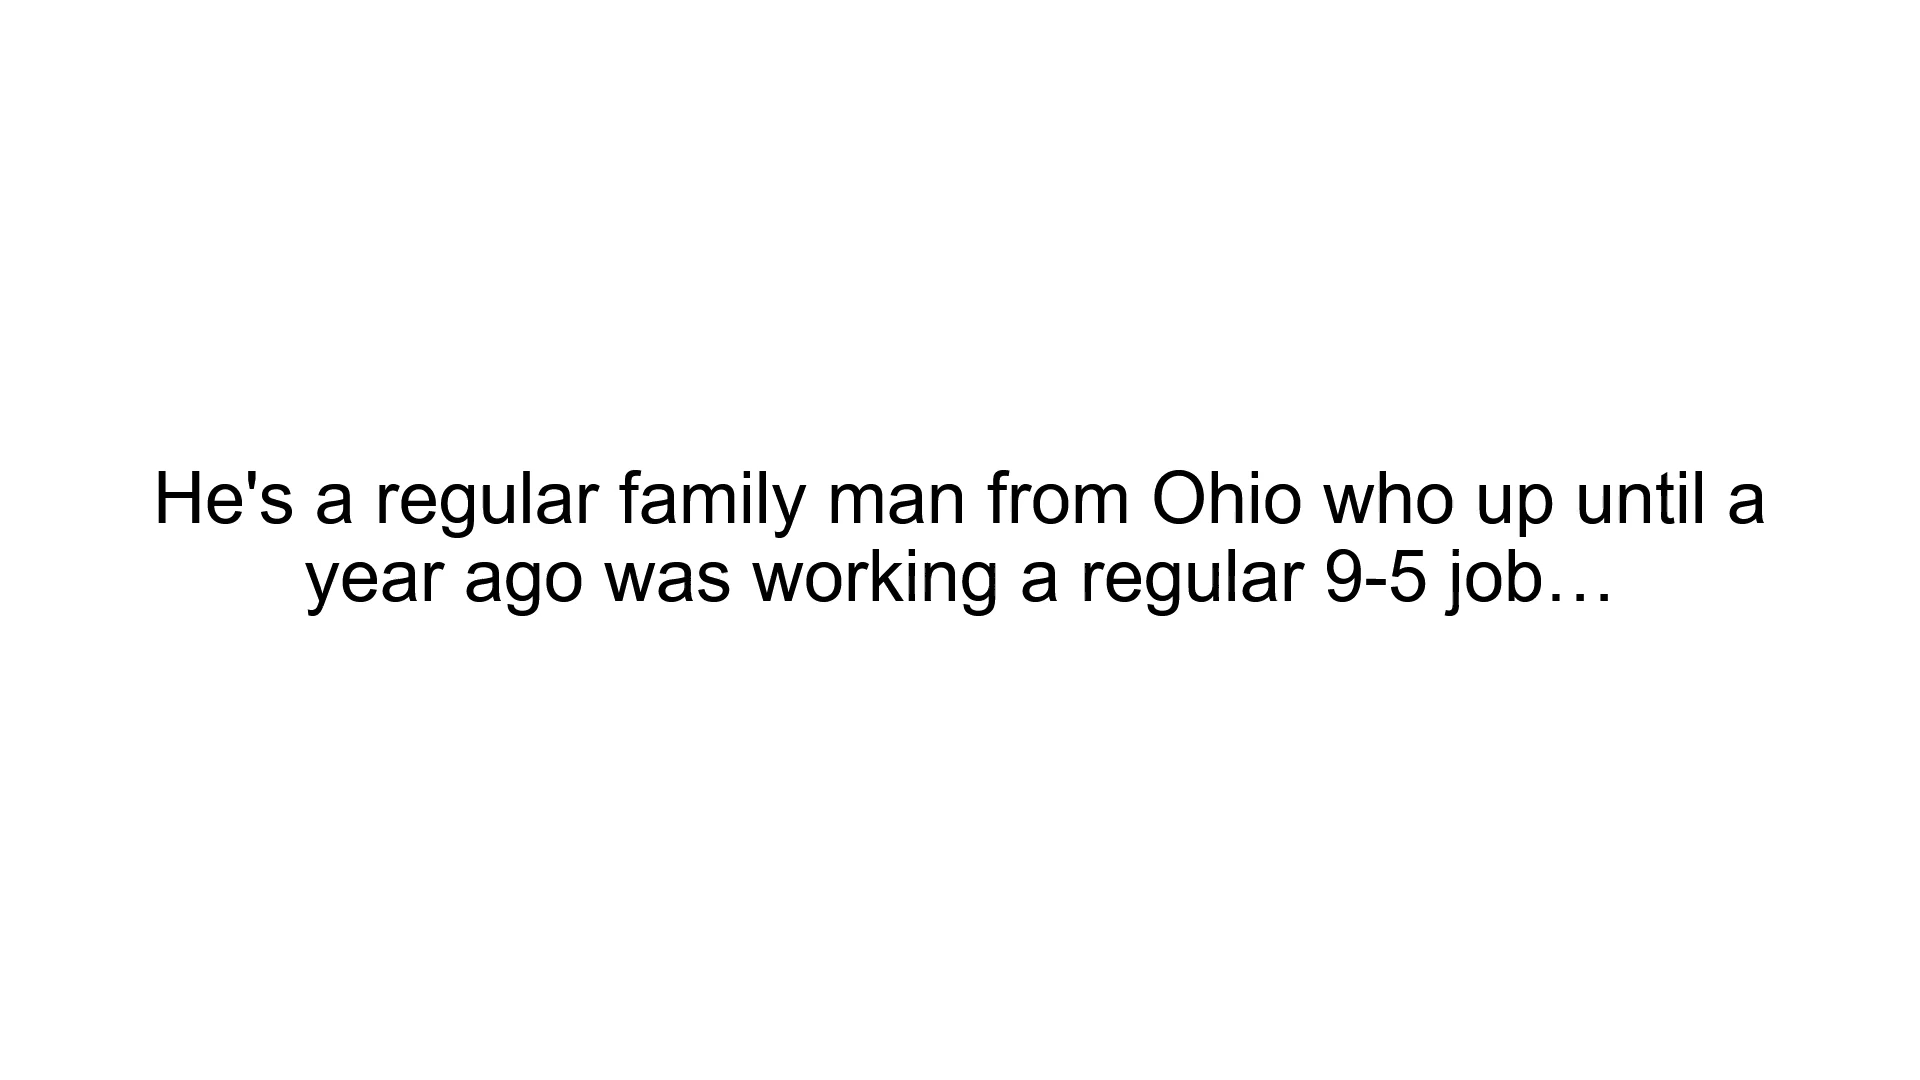 He's a regular family man from Ohio who up until a
year ago was working a regular 9-5 job…